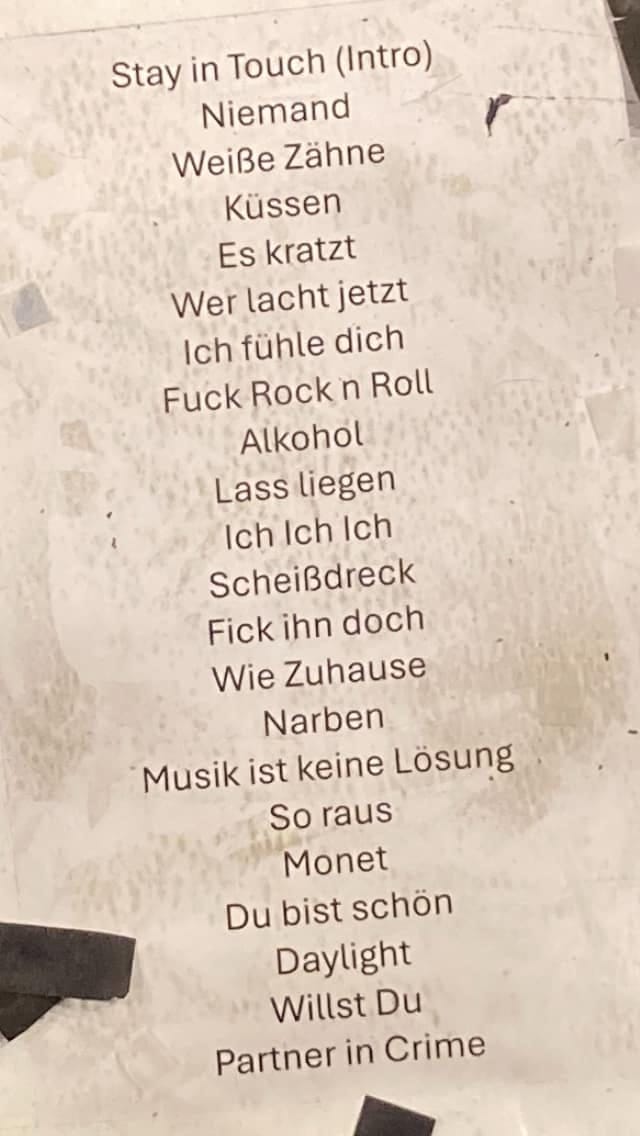 Stay in Touch (Intro)
Niemand
Weiße Zähne
Küssen
Es kratzt
Wer lacht jetzt
Ich fühle dich
Fuck Rock n Roll
Alkohol
Lass liegen
Ich Ich Ich
Scheißdreck
Fick ihn doch
Wie Zuhause
Narben
Musik ist keine Lösung
So raus
Monet
Du bist schön
Daylight
Willst Du
Partner in Crime